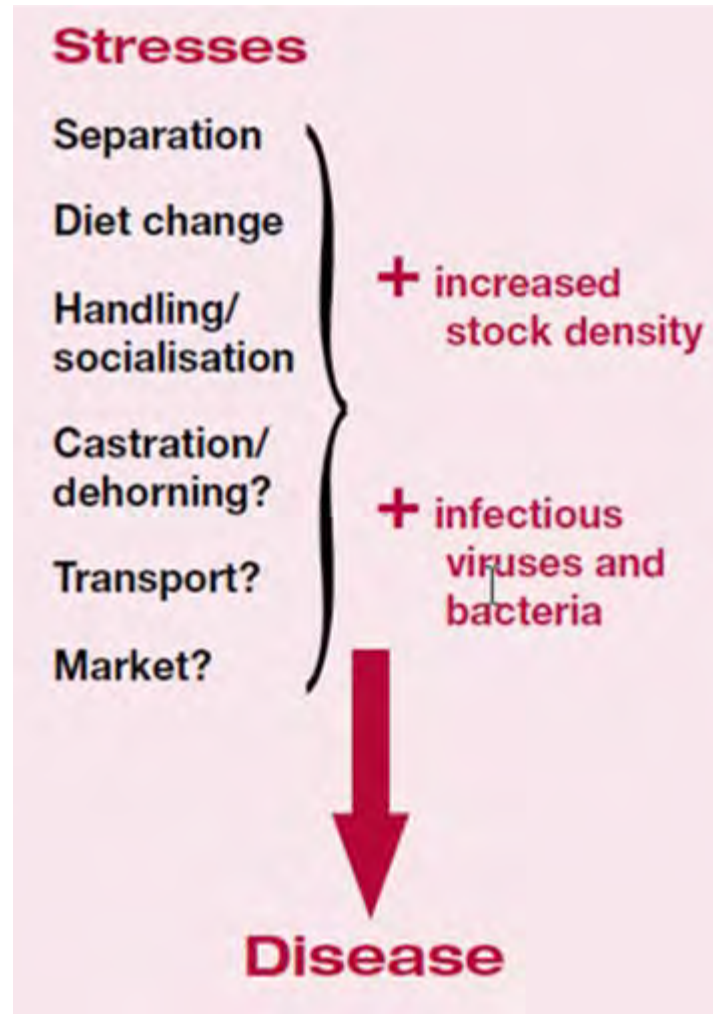 Stresses
Separation
Diet change
Handling/
socialisation
Castration/
dehorning?
Transport?
Market?
+ increased
stock density
+ infectious
viruses and
bacteria
Disease